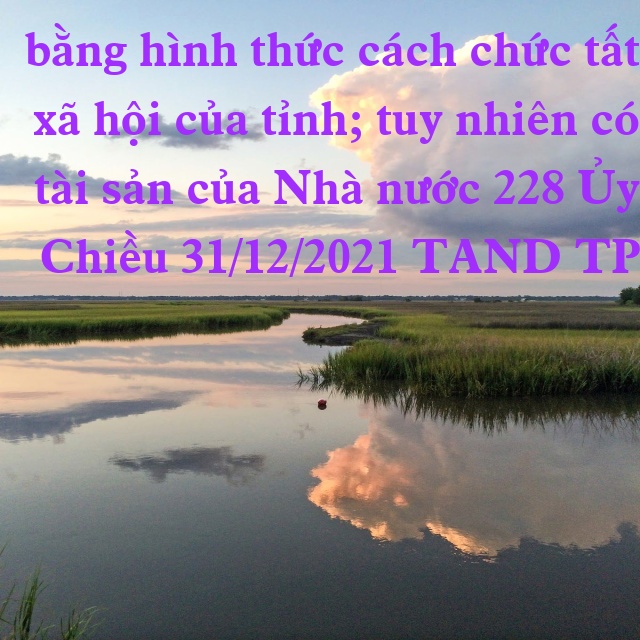 bằng hình thức cách chức tất
xã hội của tỉnh; tuy nhiên có
tài sản của Nhà nước 228 Ủy
Chiều 31/12/2021 TAND TP